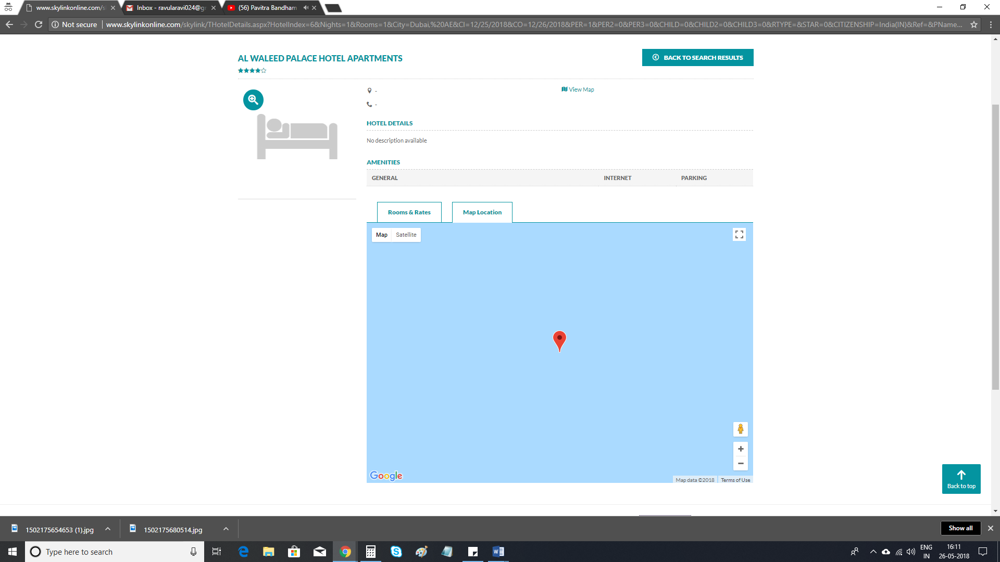 www.skylinkonline.com/s
Inbox - ravularavi024@g
(56) Pavitra Bandham
Not secure
www.skylinkonline.com/skylink/THotelDetails.aspx?HotelIndex=6&Nights=1&Rooms=1&City=Dubai,%20AE&CI=12/25/2018&CO=12/26/2018&PER=1&PER2=0&PER3=0&CHILD=0&CHILD2=0&CHILD3=0&RTYPE=&STAR=0&CITIZENSHIP=India(IN)&Ref=&PName...
AL WALEED PALACE HOTEL APARTMENTS
BACK TO SEARCH RESULTS
-
View Map
-
HOTEL DETAILS
No description available
AMENITIES
GENERAL INTERNET PARKING
Rooms & Rates Map Location
Map Satellite
Google
Map data ©2018 Terms of Use
Back to top
1502175654653 (1).jpg
1502175680514.jpg
Show all
Type here to search
ENG
IN
16:11
26-05-2018